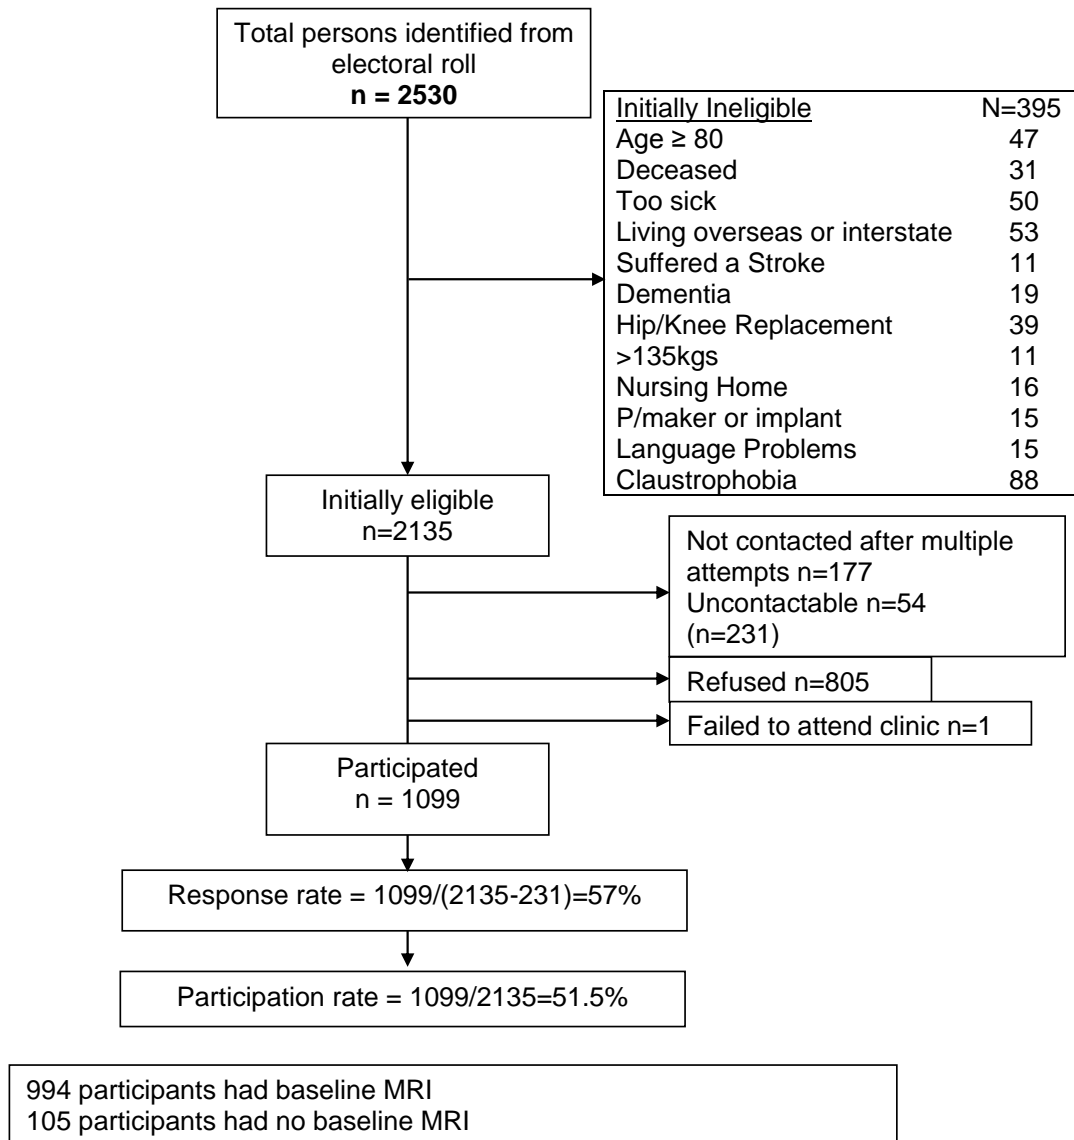 Total persons identified from
electoral roll
n = 2530
Initially Ineligible N=395
Age ≥ 80 47
Deceased 31
Too sick 50
Living overseas or interstate 53
Suffered a Stroke 11
Dementia 19
Hip/Knee Replacement 39
>135kgs 11
Nursing Home 16
P/maker or implant 15
Language Problems 15
Claustrophobia 88
Initially eligible
n=2135
Not contacted after multiple
attempts n=177
Uncontactable n=54
(n=231)
Refused n=805
Failed to attend clinic n=1
Participated
n = 1099
Response rate = 1099/(2135-231)=57%
Participation rate = 1099/2135=51.5%
994 participants had baseline MRI
105 participants had no baseline MRI